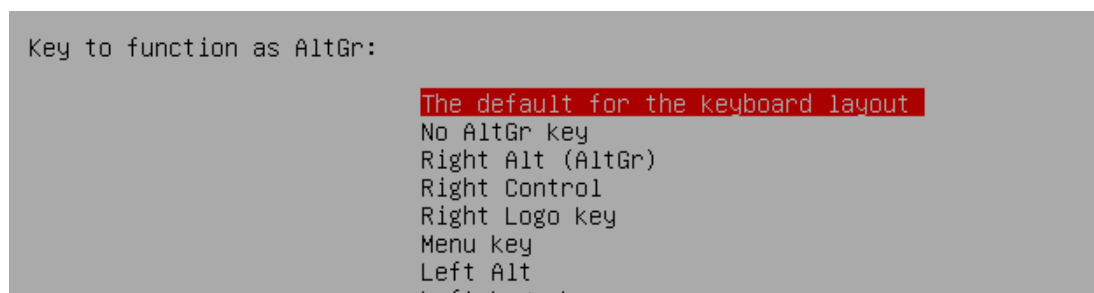 Key to function as AltGr:
The default for the keyboard layout
No AltGr key
Right Alt (AltGr)
Right Control
Right Logo key
Menu key
Left Alt